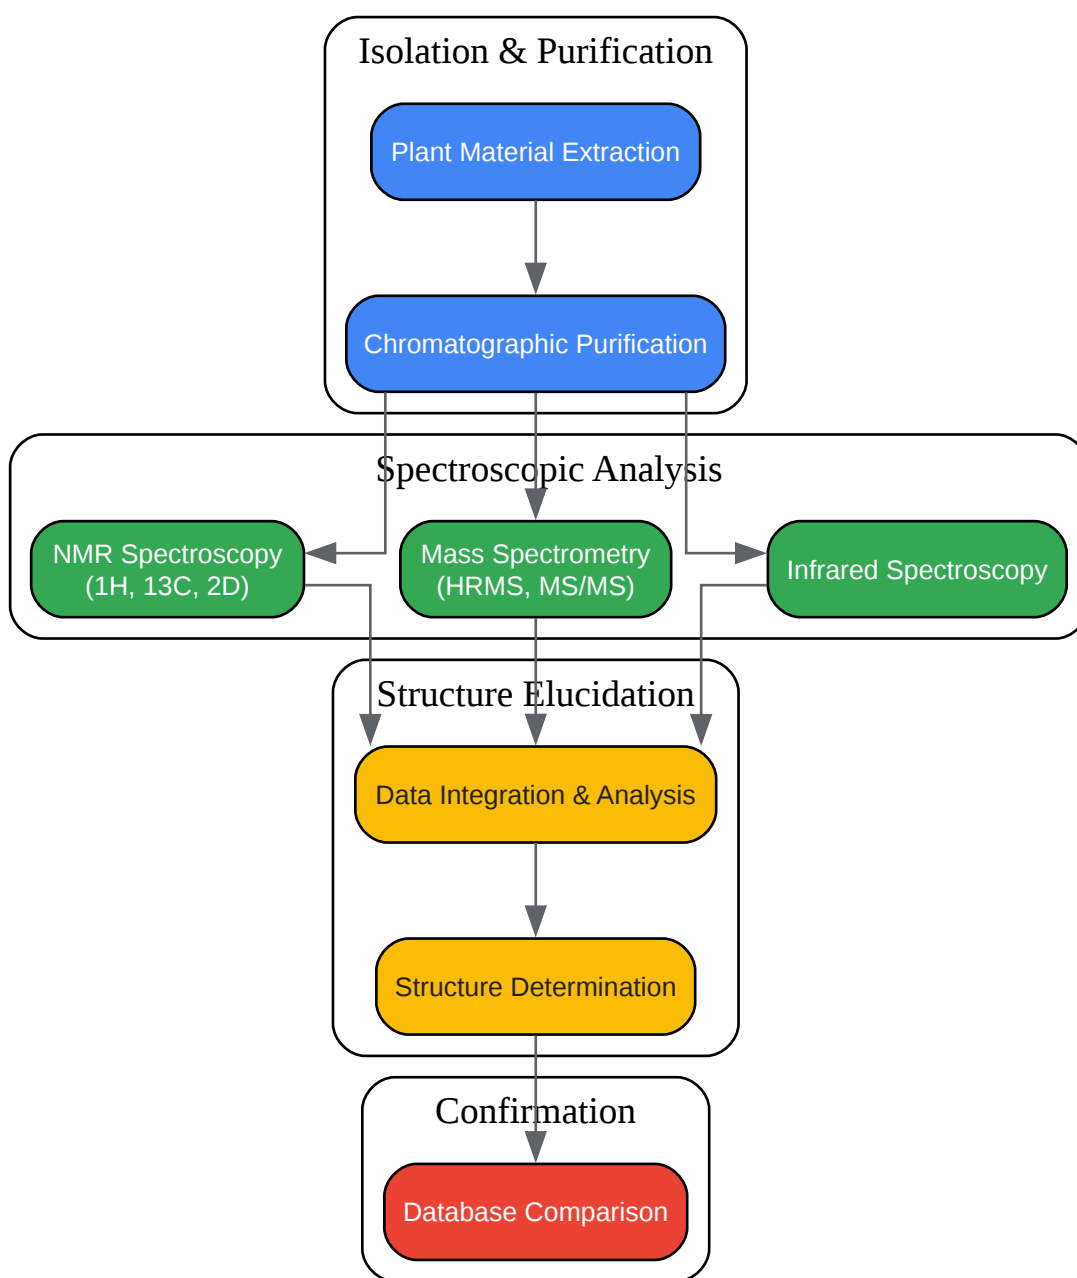 Isolation & Purification
Plant Material Extraction
Chromatographic Purification
Spectroscopic Analysis
NMR Spectroscopy
(1H, 13C, 2D)
Mass Spectrometry
(HRMS, MS/MS)
Infrared Spectroscopy
Structure Elucidation
Data Integration & Analysis
Structure Determination
Confirmation
Database Comparison